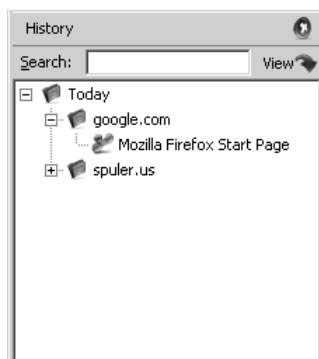 History
Search: View
Today
google.com
Mozilla Firefox Start Page
spuler.us